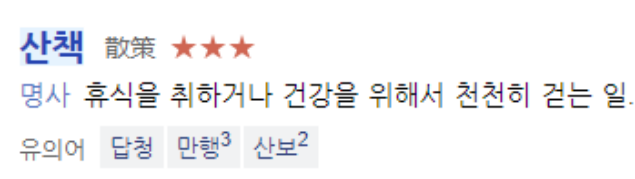 산책 散策 ★★★
명사 휴식을 취하거나 건강을 위해서 천천히 걷는 일.
유의어 답청 만행3 산보2